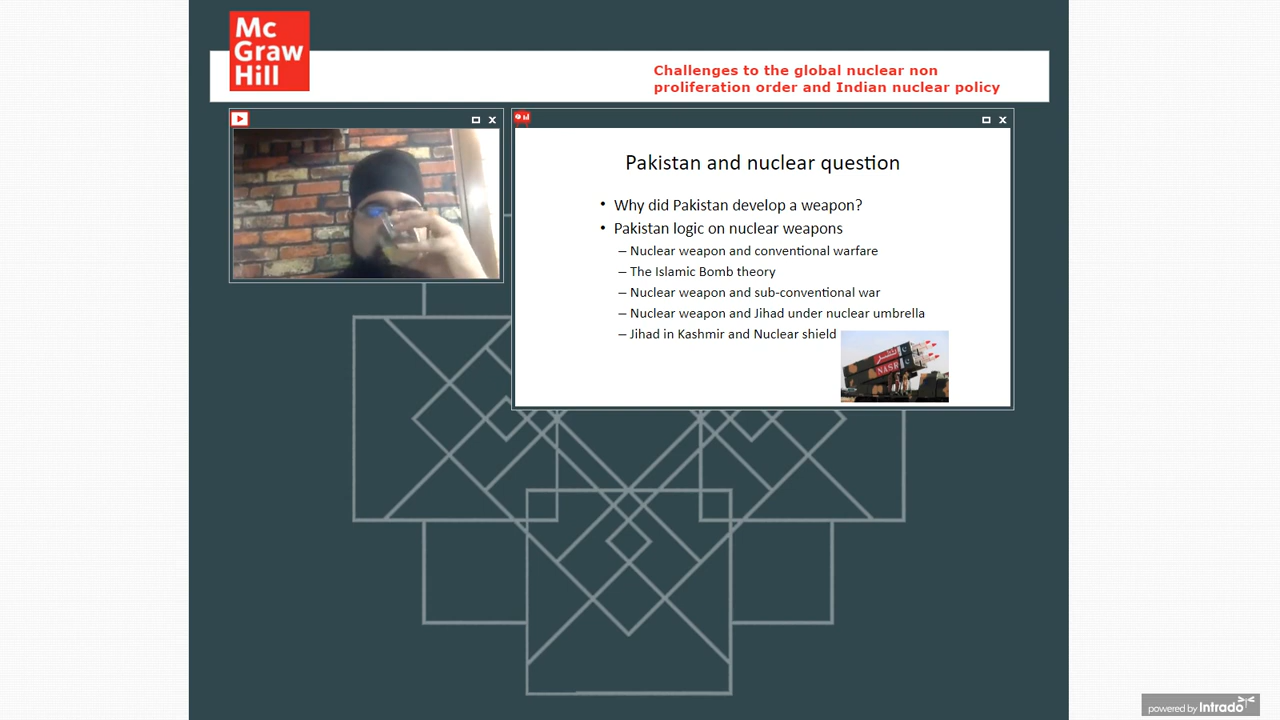 Mc
Graw
Hill
Challenges to the global nuclear non
proliferation order and Indian nuclear policy
Pakistan and nuclear question
• Why did Pakistan develop a weapon?
• Pakistan logic on nuclear weapons
– Nuclear weapon and conventional warfare
– The Islamic Bomb theory
– Nuclear weapon and sub-conventional war
– Nuclear weapon and Jihad under nuclear umbrella
– Jihad in Kashmir and Nuclear shield
NASR
powered by Intrado